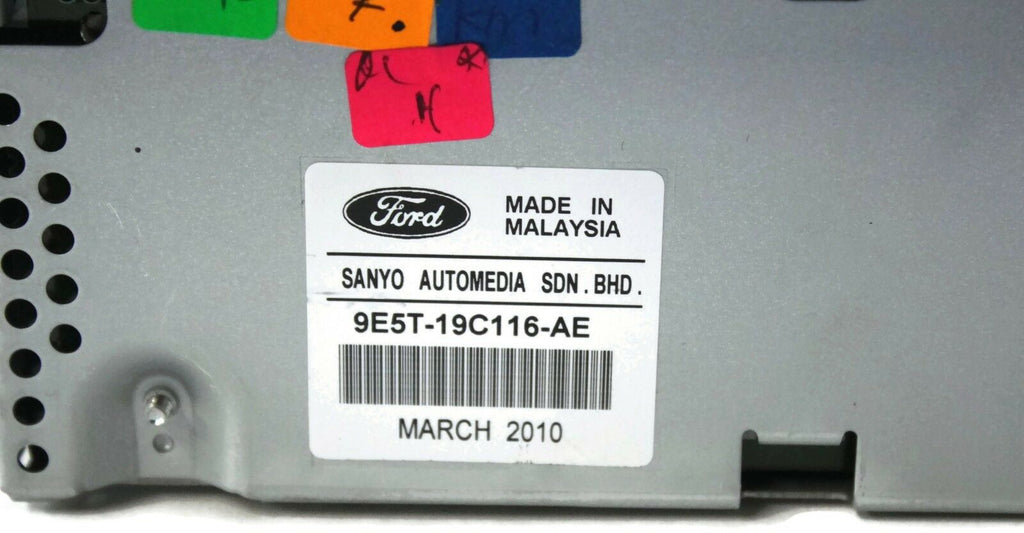 H
Ford
MADE IN
MALAYSIA
SANYO AUTOMEDIA SDN. BHD.
9E5T-19C116-AE
MARCH 2010